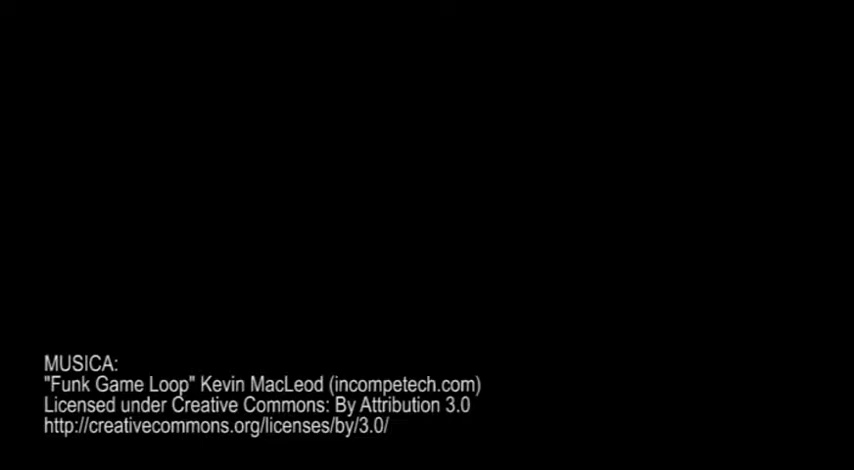 MUSICA:
"Funk Game Loop" Kevin MacLeod (incompetech.com)
Licensed under Creative Commons: By Attribution 3.0
http://creativecommons.org/licenses/by/3.0/